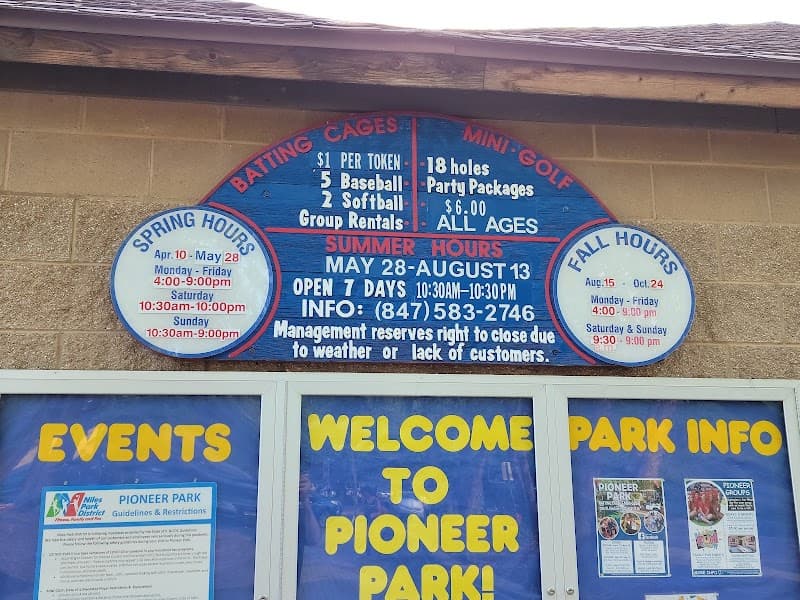 BATTING CAGES
$1 PER TOKEN
5 Baseball
2 Softball
Group Rentals
MINI-GOLF
18 holes
Party Packages
$6.00
ALL AGES
SUMMER HOURS
MAY 28-AUGUST 13
OPEN 7 DAYS 10:30AM-10:30PM
INFO: (847)583-2746
Management reserves right to close due
to weather or lack of customers.
SPRING HOURS
Apr. 10 - May 28
Monday - Friday
4:00-9:00pm
Saturday
10:30am-10:00pm
Sunday
10:30am-9:00pm
FALL HOURS
Aug.15 - Oct.24
Monday - Friday
4:00-9:00 pm
Saturday & Sunday
9:30 -9:00 pm
EVENTS
Niles
Park
District
Fitness, Family and Fun
PIONEER PARK
Guidelines & Restrictions
WELCOME
TO
PIONEER
PARK!
PARK INFO
PIONEER
PARK
PIONEER
GROUPS